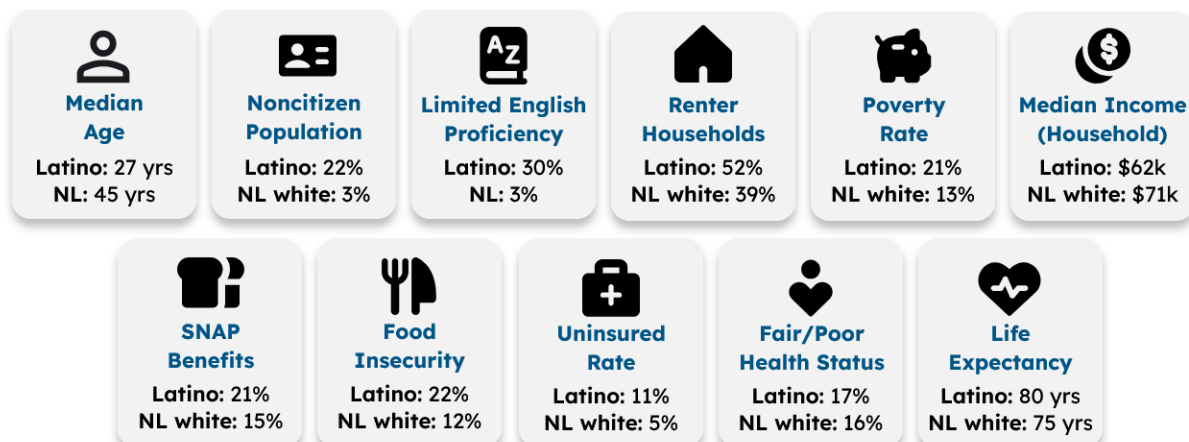 A Z
$
Median
Age
Latino: 27 yrs
NL: 45 yrs
Noncitizen
Population
Latino: 22%
NL white: 3%
Limited English
Proficiency
Latino: 30%
NL: 3%
Renter
Households
Latino: 52%
NL white: 39%
Poverty
Rate
Latino: 21%
NL white: 13%
Median Income
(Household)
Latino: $62k
NL white: $71k
SNAP
Benefits
Latino: 21%
NL white: 15%
Food
Insecurity
Latino: 22%
NL white: 12%
Uninsured
Rate
Latino: 11%
NL white: 5%
Fair/Poor
Health Status
Latino: 17%
NL white: 16%
Life
Expectancy
Latino: 80 yrs
NL white: 75 yrs